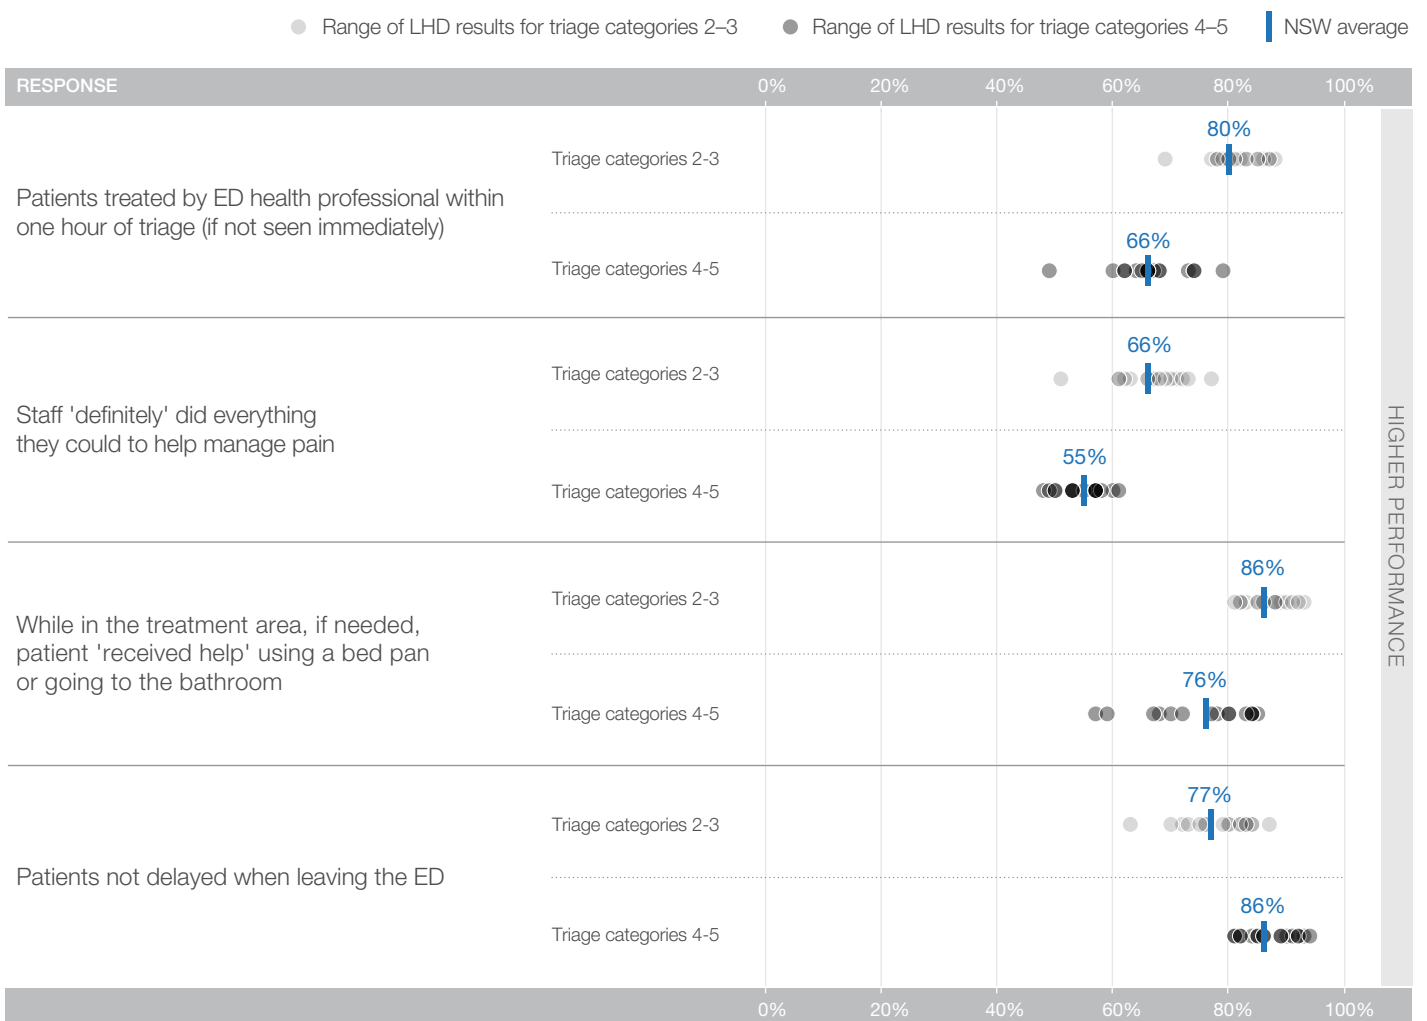 Range of LHD results for triage categories 2–3
Range of LHD results for triage categories 4–5
NSW average
RESPONSE
0%
20%
40%
60%
80%
100%
80%
Triage categories 2-3
Patients treated by ED health professional within
one hour of triage (if not seen immediately)
66%
Triage categories 4-5
66%
Triage categories 2-3
Staff 'definitely' did everything
they could to help manage pain
55%
Triage categories 4-5
86%
Triage categories 2-3
While in the treatment area, if needed,
patient 'received help' using a bed pan
or going to the bathroom
76%
Triage categories 4-5
77%
Triage categories 2-3
Patients not delayed when leaving the ED
86%
Triage categories 4-5
HIGHER PERFORMANCE
0%
20%
40%
60%
80%
100%